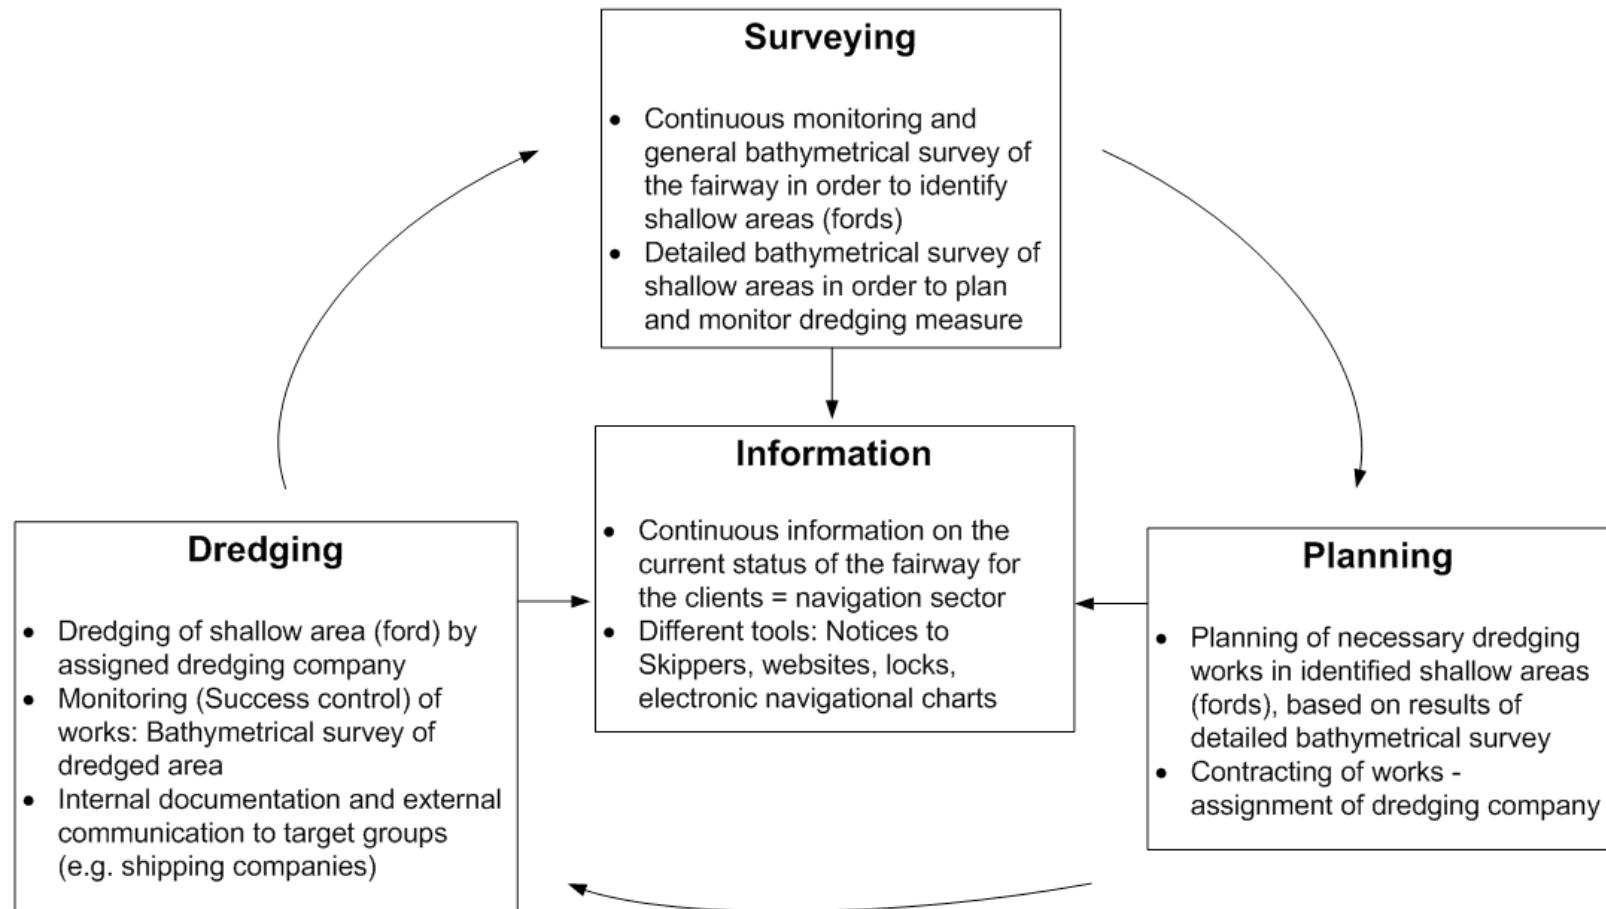 Surveying
• Continuous monitoring and
general bathymetrical survey of
the fairway in order to identify
shallow areas (fords)
• Detailed bathymetrical survey of
shallow areas in order to plan
and monitor dredging measure
Information
• Continuous information on the
current status of the fairway for
the clients = navigation sector
• Different tools: Notices to
Skippers, websites, locks,
electronic navigational charts
Dredging
• Dredging of shallow area (ford) by
assigned dredging company
• Monitoring (Success control) of
works: Bathymetrical survey of
dredged area
• Internal documentation and external
communication to target groups
(e.g. shipping companies)
Planning
• Planning of necessary dredging
works in identified shallow areas
(fords), based on results of
detailed bathymetrical survey
• Contracting of works -
assignment of dredging company